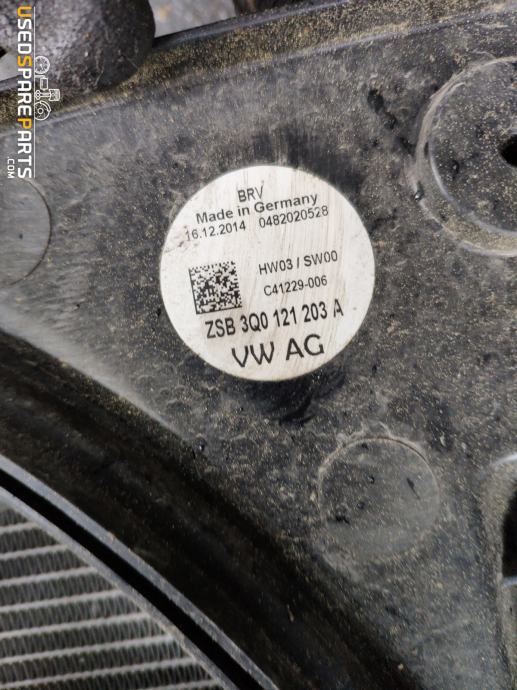 USEDSPAREPARTS.COM
BRV
Made in Germany
16.12.2014 0482020528
HW03 / SW00
C41229-006
ZSB 3Q0 121 203 A
VW AG